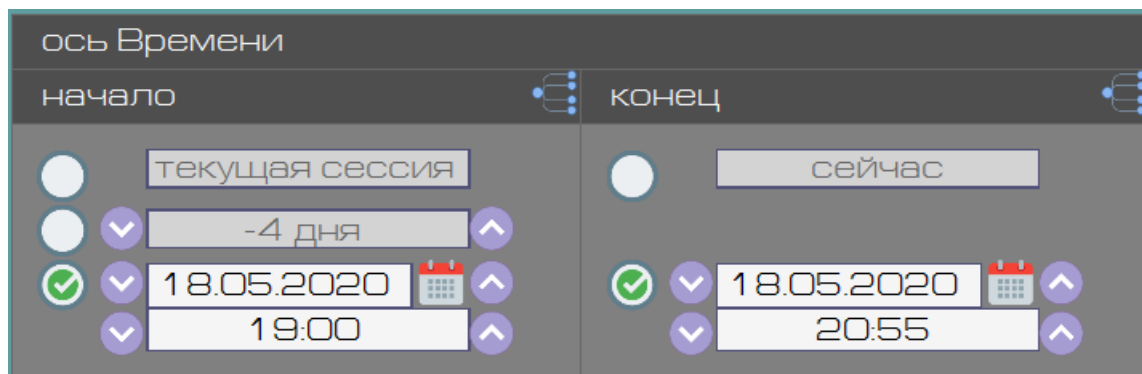 ось Времени
начало
конец
текущая сессия
сейчас
-4 дня
18.05.2020
18.05.2020
19:00
20:55